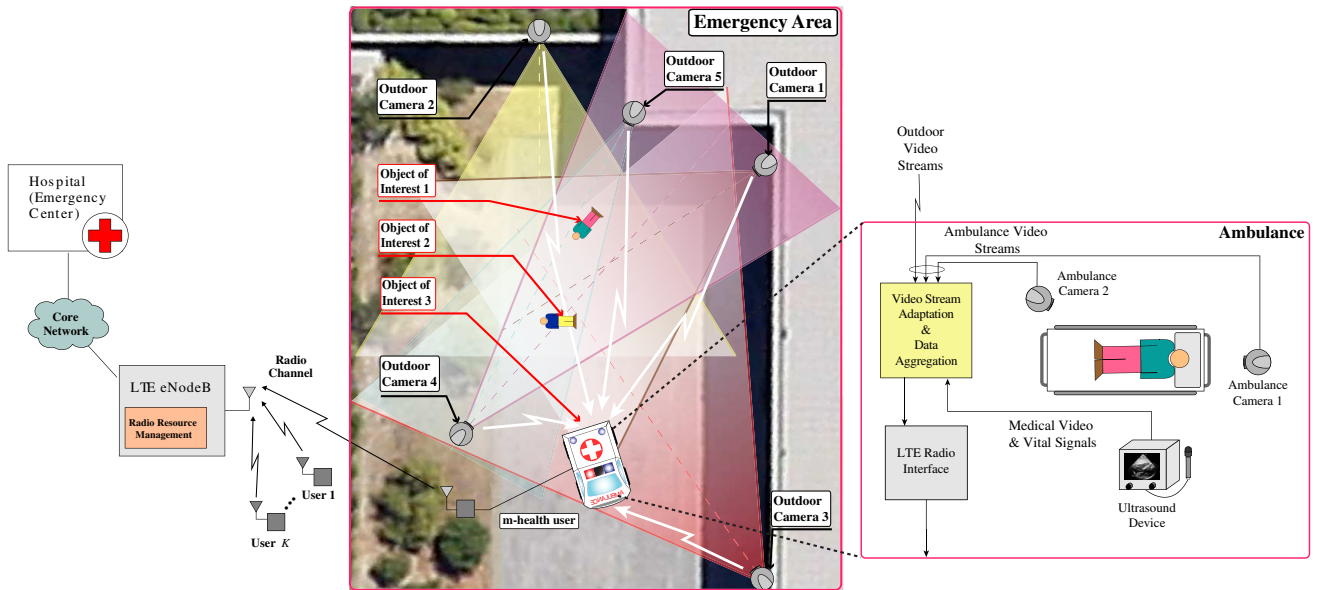 Hospital
(Emergency
Center)
Core
Network
LTE eNodeB
Radio Resource
Management
Radio
Channel
User 1
User K
Emergency Area
Outdoor
Camera 2
Outdoor
Camera 5
Outdoor
Camera 1
Object of
Interest 1
Object of
Interest 2
Object of
Interest 3
Outdoor
Camera 4
AMBULANCE
m-health user
Outdoor
Camera 3
Outdoor
Video
Streams
Ambulance
Ambulance Video
Streams
Ambulance
Camera 2
Video Stream
Adaptation
&
Data
Aggregation
Ambulance
Camera 1
Medical Video
& Vital Signals
LTE Radio
Interface
Ultrasound
Device